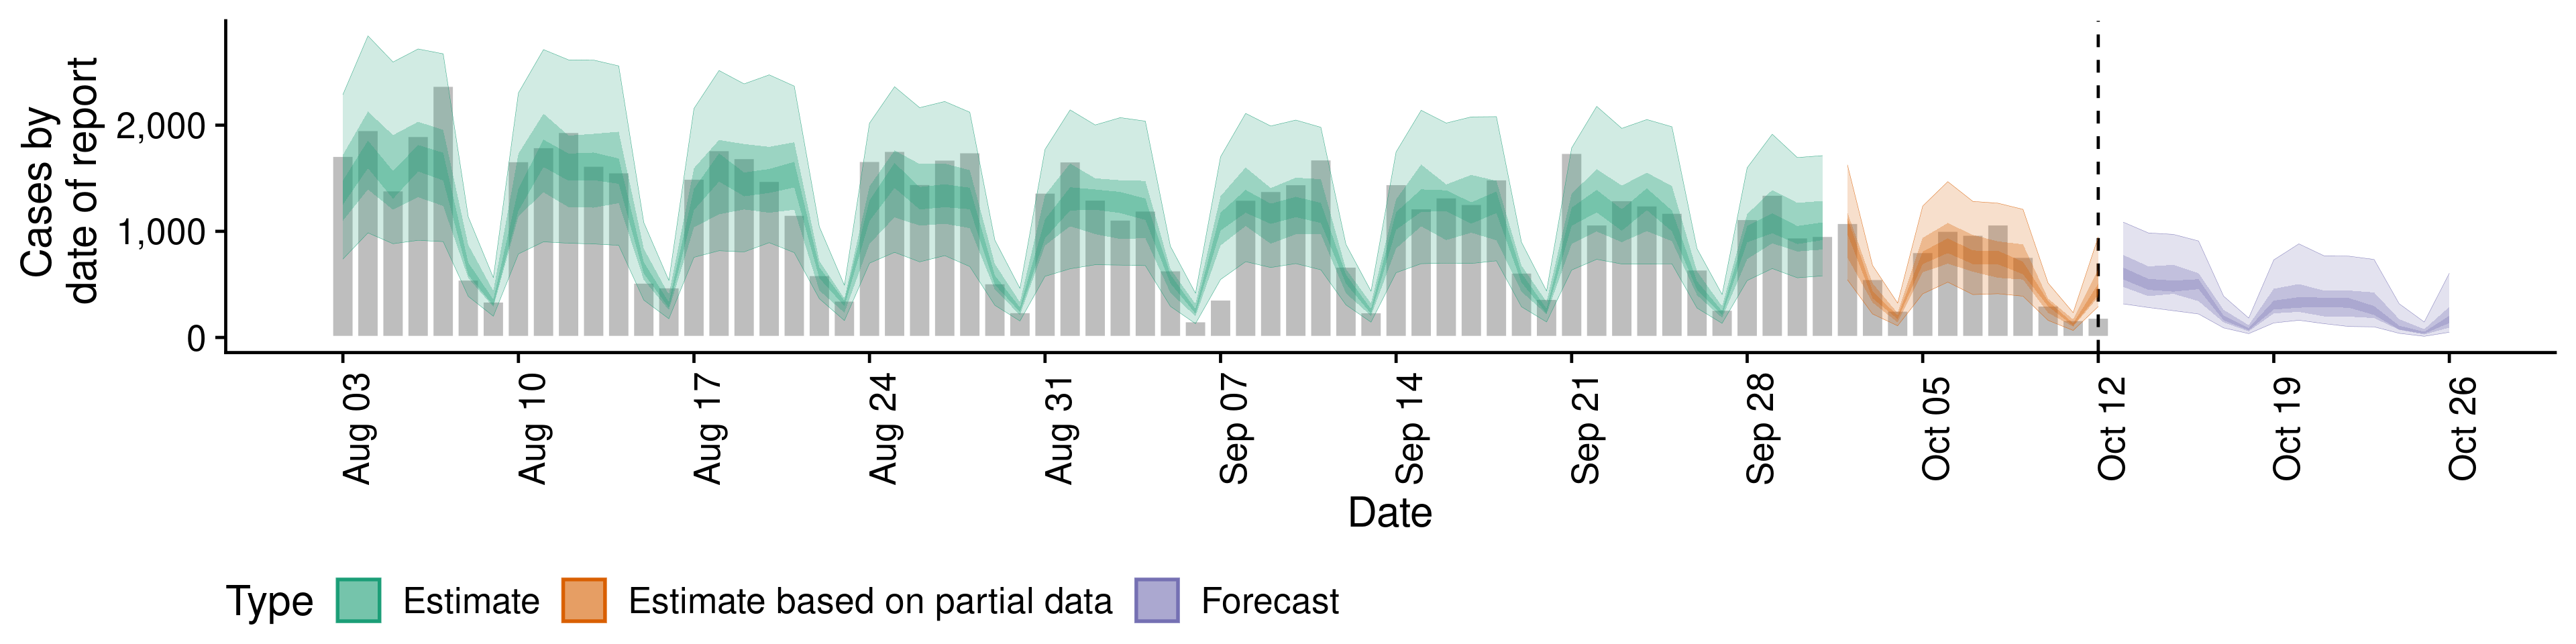 Cases by
date of report
2,000
1,000
0
Aug 03
Aug 10
Aug 17
Aug 24
Aug 31
Sep 07
Sep 14
Sep 21
Sep 28
Oct 05
Oct 12
Oct 19
Oct 26
Date
Type Estimate Estimate based on partial data Forecast